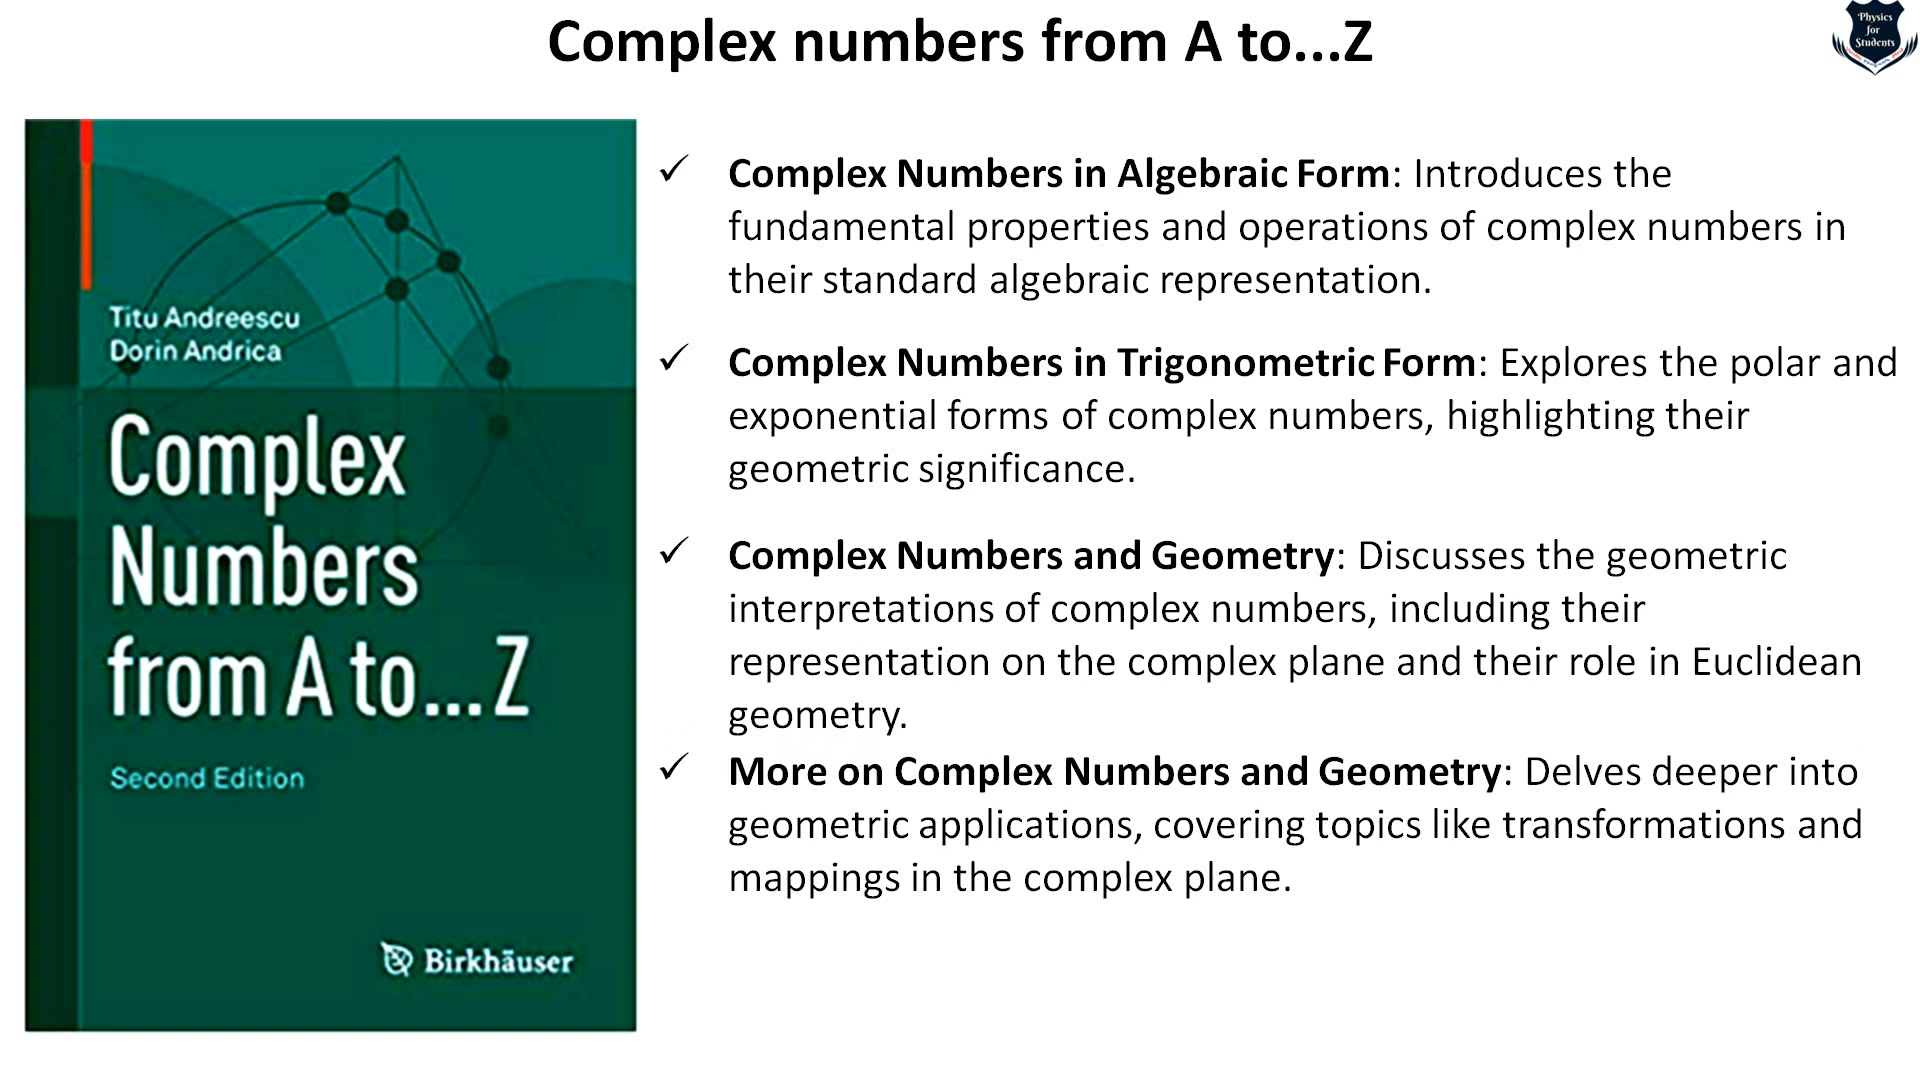 Complex numbers from A to...Z
Physics
for
Students
Titu Andreescu
Dorin Andrica
Complex
Numbers
from A to...Z
Second Edition
Birkhäuser
✓ Complex Numbers in Algebraic Form: Introduces the
fundamental properties and operations of complex numbers in
their standard algebraic representation.
✓ Complex Numbers in Trigonometric Form: Explores the polar and
exponential forms of complex numbers, highlighting their
geometric significance.
✓ Complex Numbers and Geometry: Discusses the geometric
interpretations of complex numbers, including their
representation on the complex plane and their role in Euclidean
geometry.
✓ More on Complex Numbers and Geometry: Delves deeper into
geometric applications, covering topics like transformations and
mappings in the complex plane.